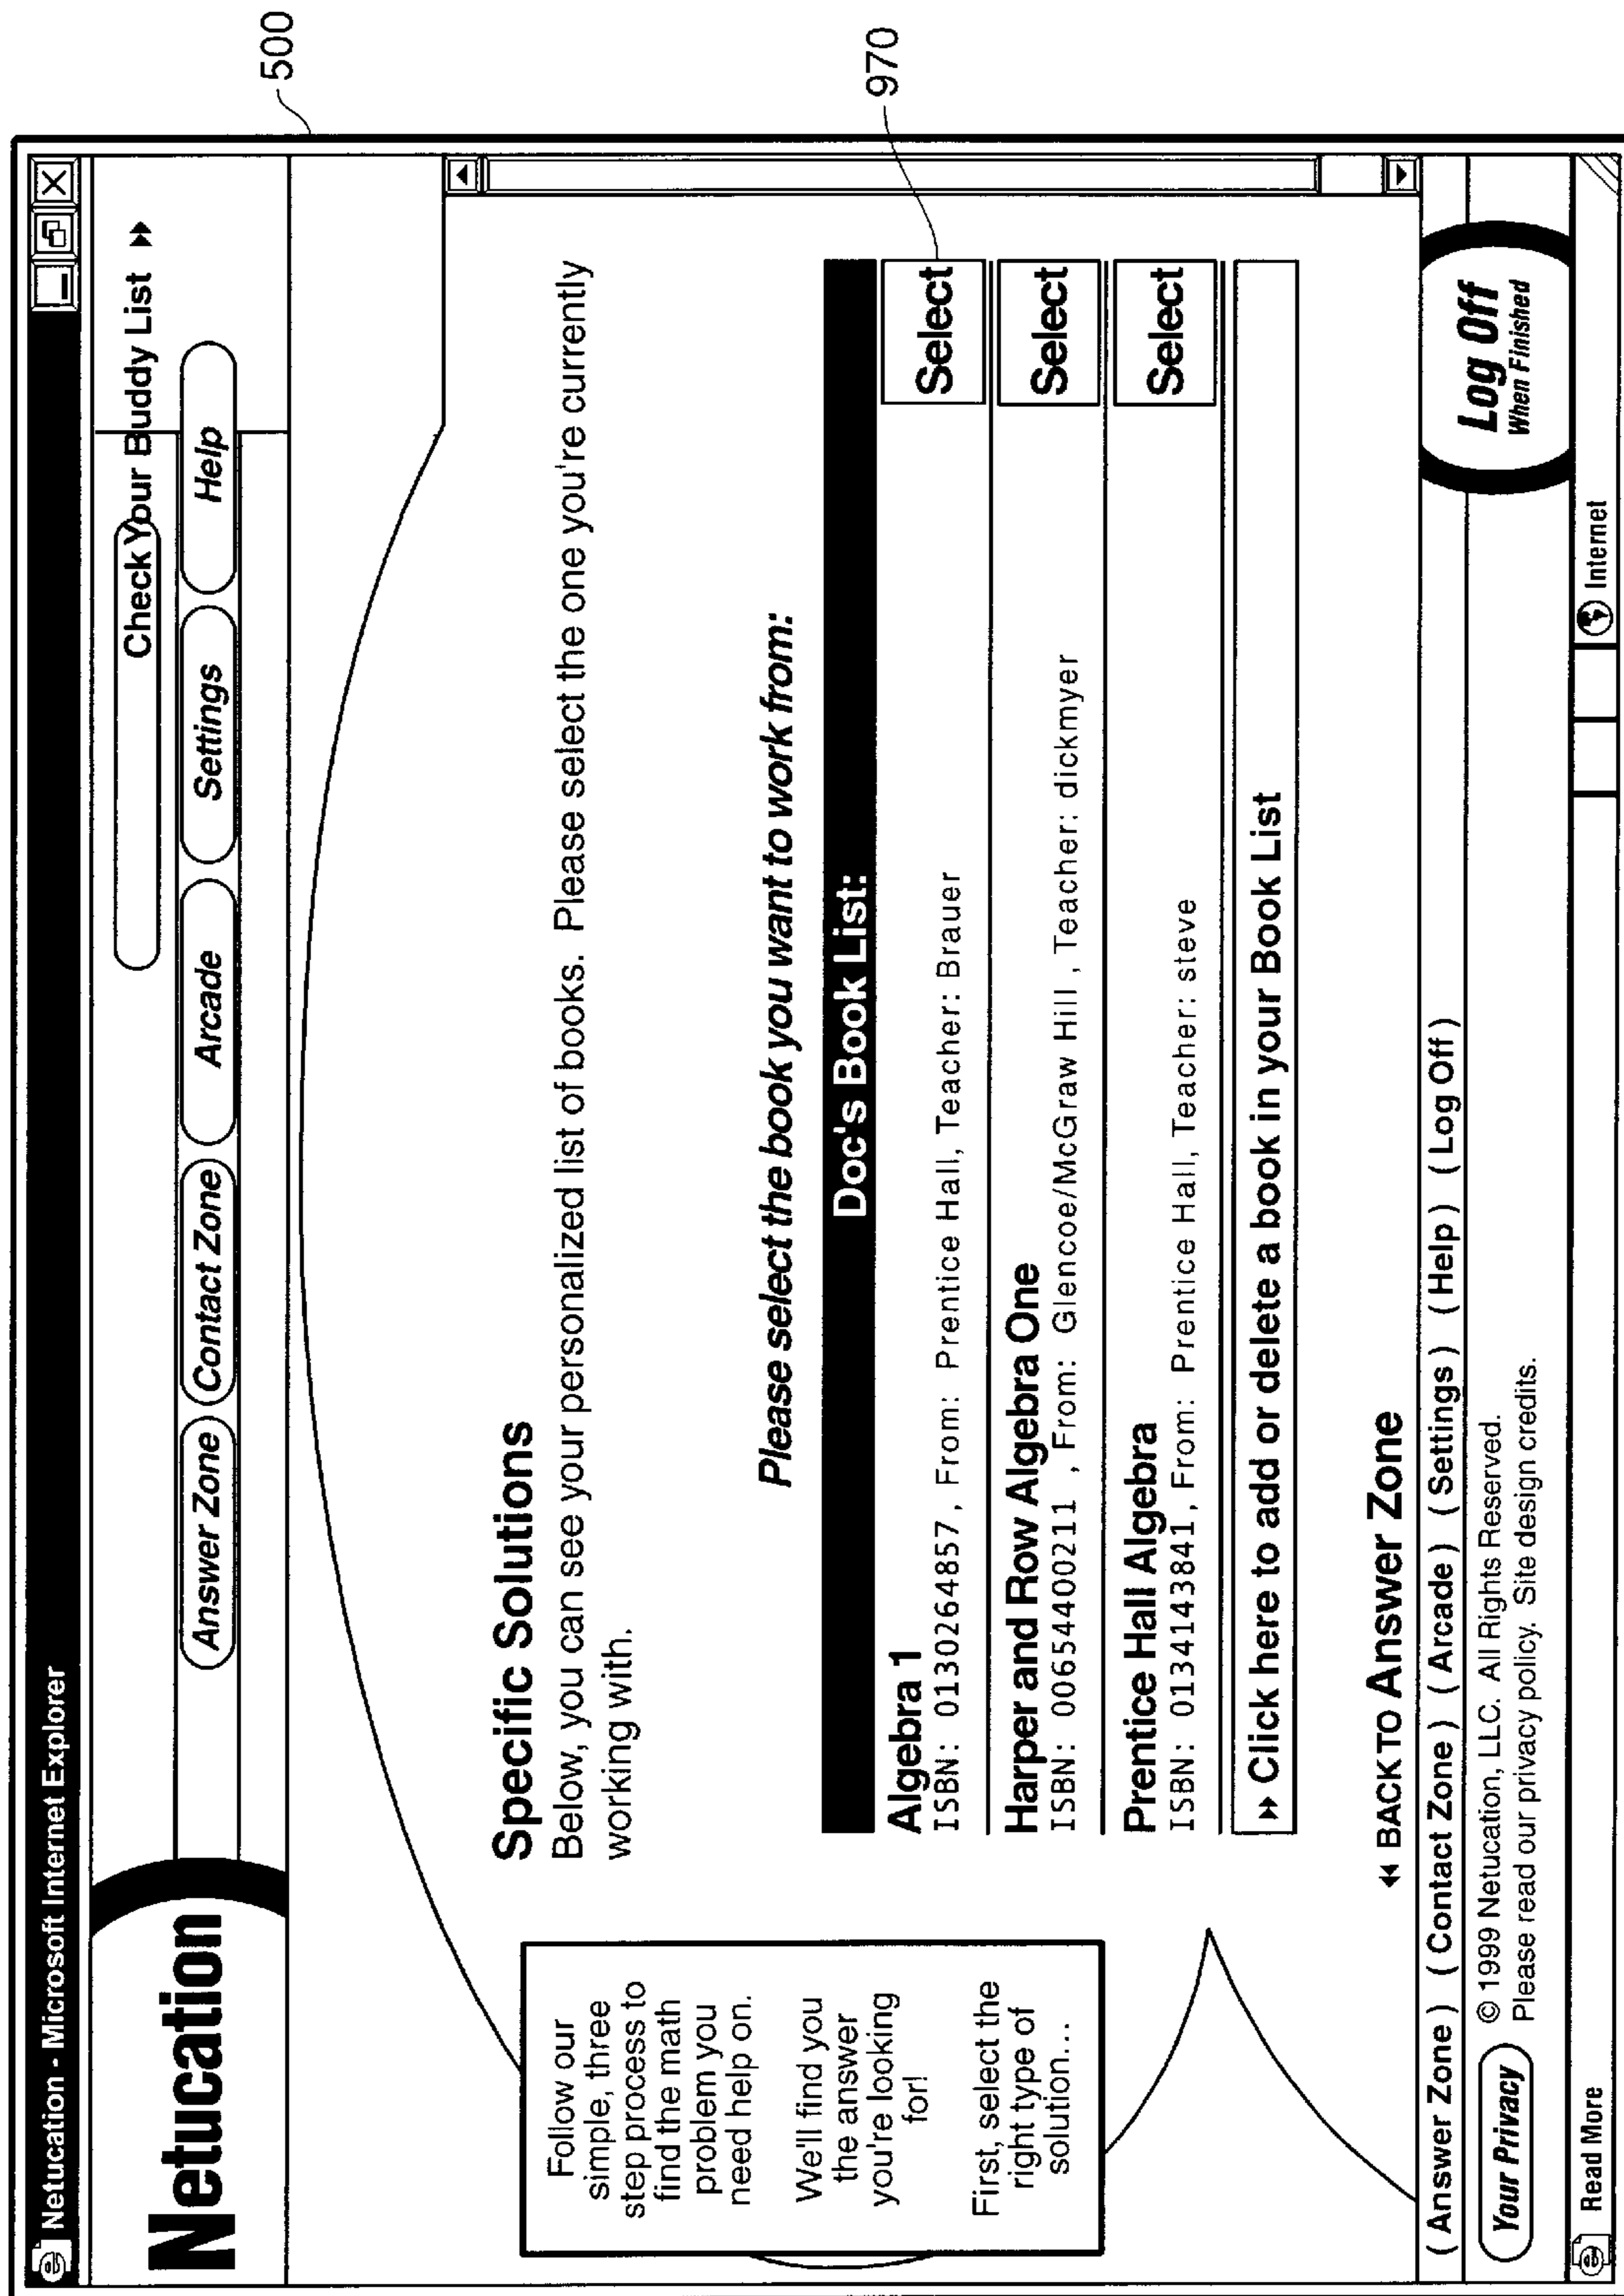 Netucation - Microsoft Internet Explorer
Netucation
Check Your Buddy List
Answer Zone Contact Zone Arcade Settings Help
500
Follow our
simple, three
step process to
find the math
problem you
need help on.
We'll find you
the answer
you're looking
for!
First, select the
right type of
solution...
Specific Solutions
Below, you can see your personalized list of books. Please select the one you're currently
working with.
Please select the book you want to work from:
Doc's Book List:
Algebra 1
ISBN: 0130264857, From: Prentice Hall, Teacher: Brauer
Select
970
Harper and Row Algebra One
ISBN: 00654400211 , From: Glencoe/McGraw Hill , Teacher: dickmyer
Select
Prentice Hall Algebra
ISBN: 0134143841, From: Prentice Hall, Teacher: steve
Select
Click here to add or delete a book in your Book List
BACK TO Answer Zone
( Answer Zone ) ( Contact Zone ) ( Arcade ) ( Settings ) ( Help ) ( Log Off )
Your Privacy
© 1999 Netucation, LLC. All Rights Reserved.
Please read our privacy policy. Site design credits.
Log Off
When Finished
Read More
Internet